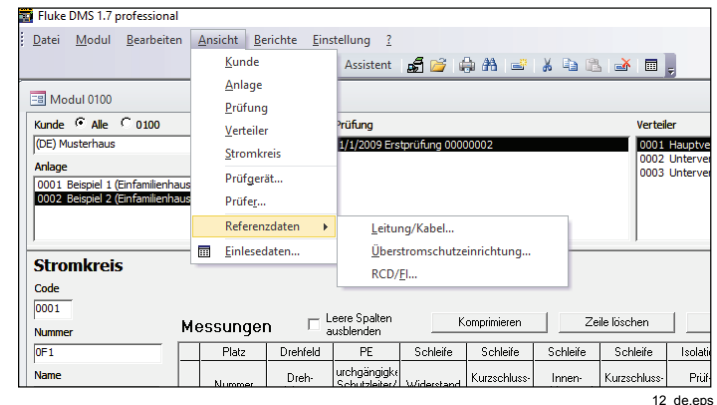 Fluke DMS 1.7 professional
Datei Modul Bearbeiten Ansicht Berichte Einstellung ?
Kunde
Anlage
Prüfung
Verteiler
Stromkreis
Prüfgerät...
Prüfer...
Referenzdaten
Einlesedaten...
Leitung/Kabel...
Überstromschutzeinrichtung...
RCD/FI...
Assistent
Modul 0100
Kunde Alle 0100
(DE) Musterhaus
Anlage
0001 Beispiel 1 (Einfamilienhaus
0002 Beispiel 2 (Einfamilienhaus
Prüfung
1/1/2009 Erstprüfung 00000002
Verteiler
0001 Hauptve
0002 Unterver
0003 Unterver
Stromkreis
Code
0001
Nummer
0F1
Name
Messungen
Leere Spalten
ausblenden
Komprimieren
Zeile löschen
Platz Drehfeld PE Schleife Schleife Schleife Schleife Isolati
Nummer Dreh- urchgängigke Schutzleiter/ Widerstand Kurzschluss- Innen- Kurzschluss- Prüf-
12_de.eps